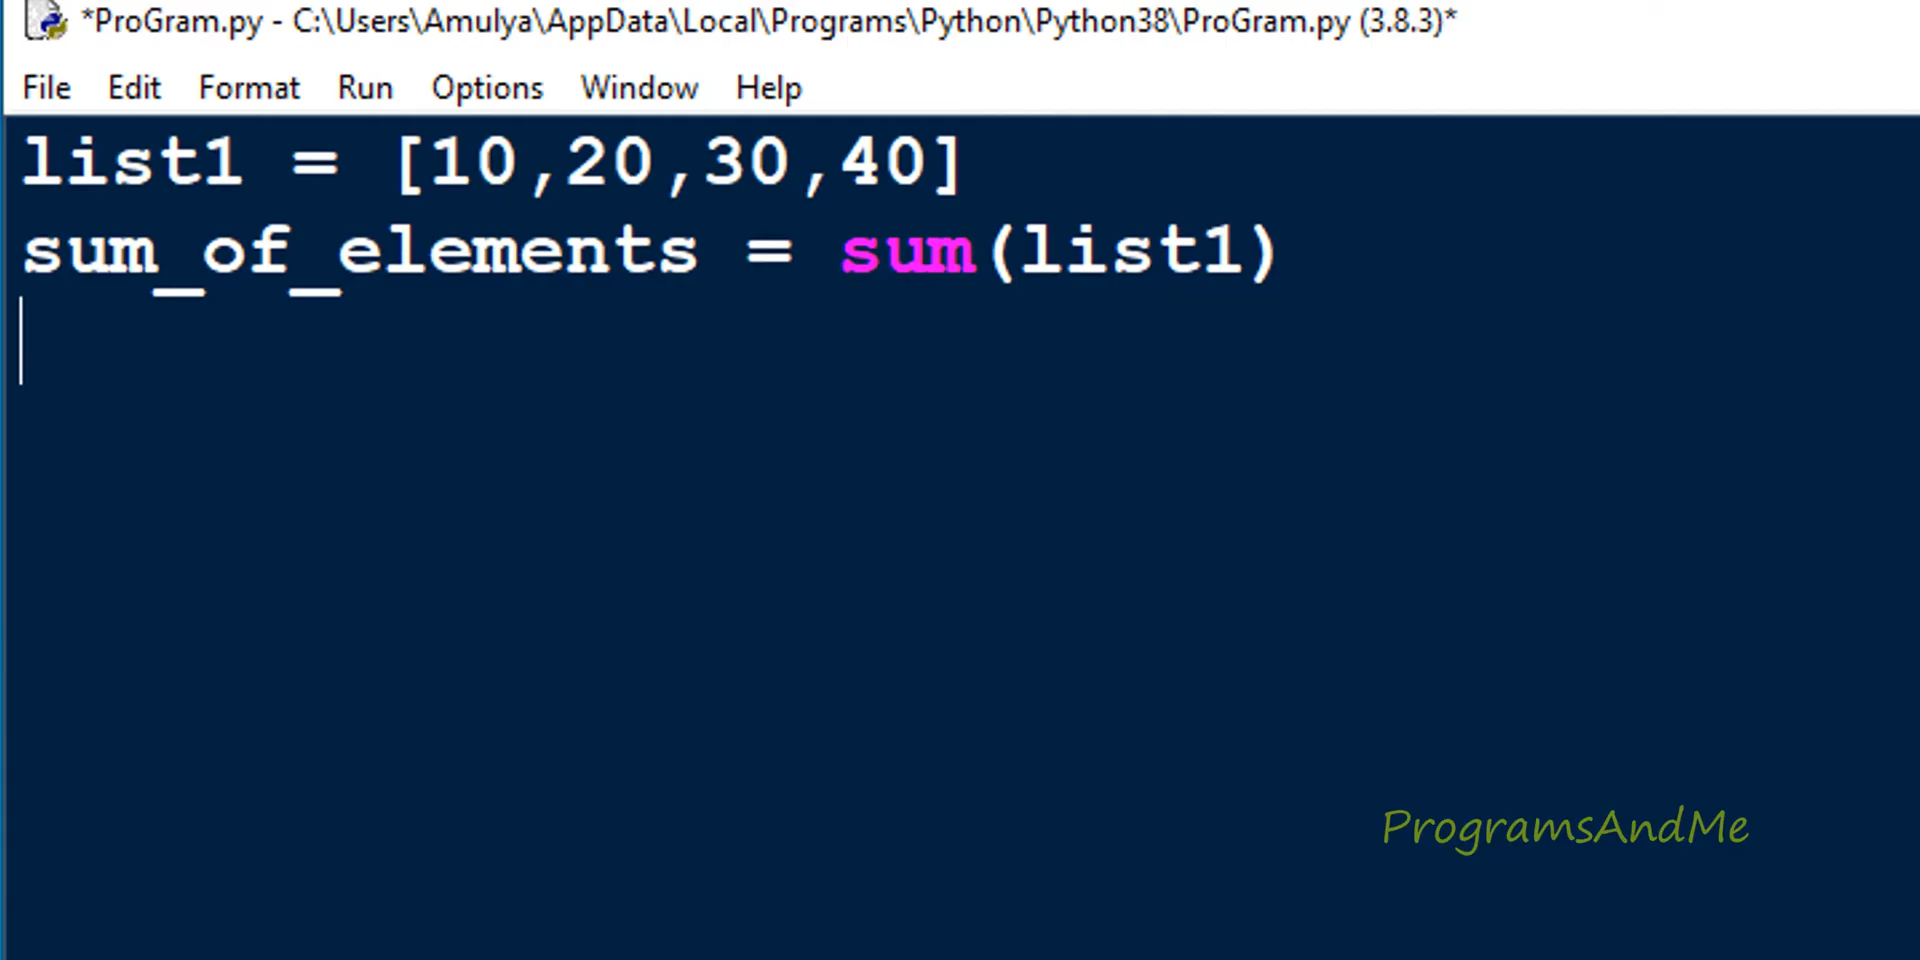 *ProGram.py - C:\Users\Amulya\AppData\Local\Programs\Python\Python38\ProGram.py (3.8.3)*
File Edit Format Run Options Window Help
list1 = [10,20,30,40]
sum_of_elements = sum(list1)
ProgramsAndMe